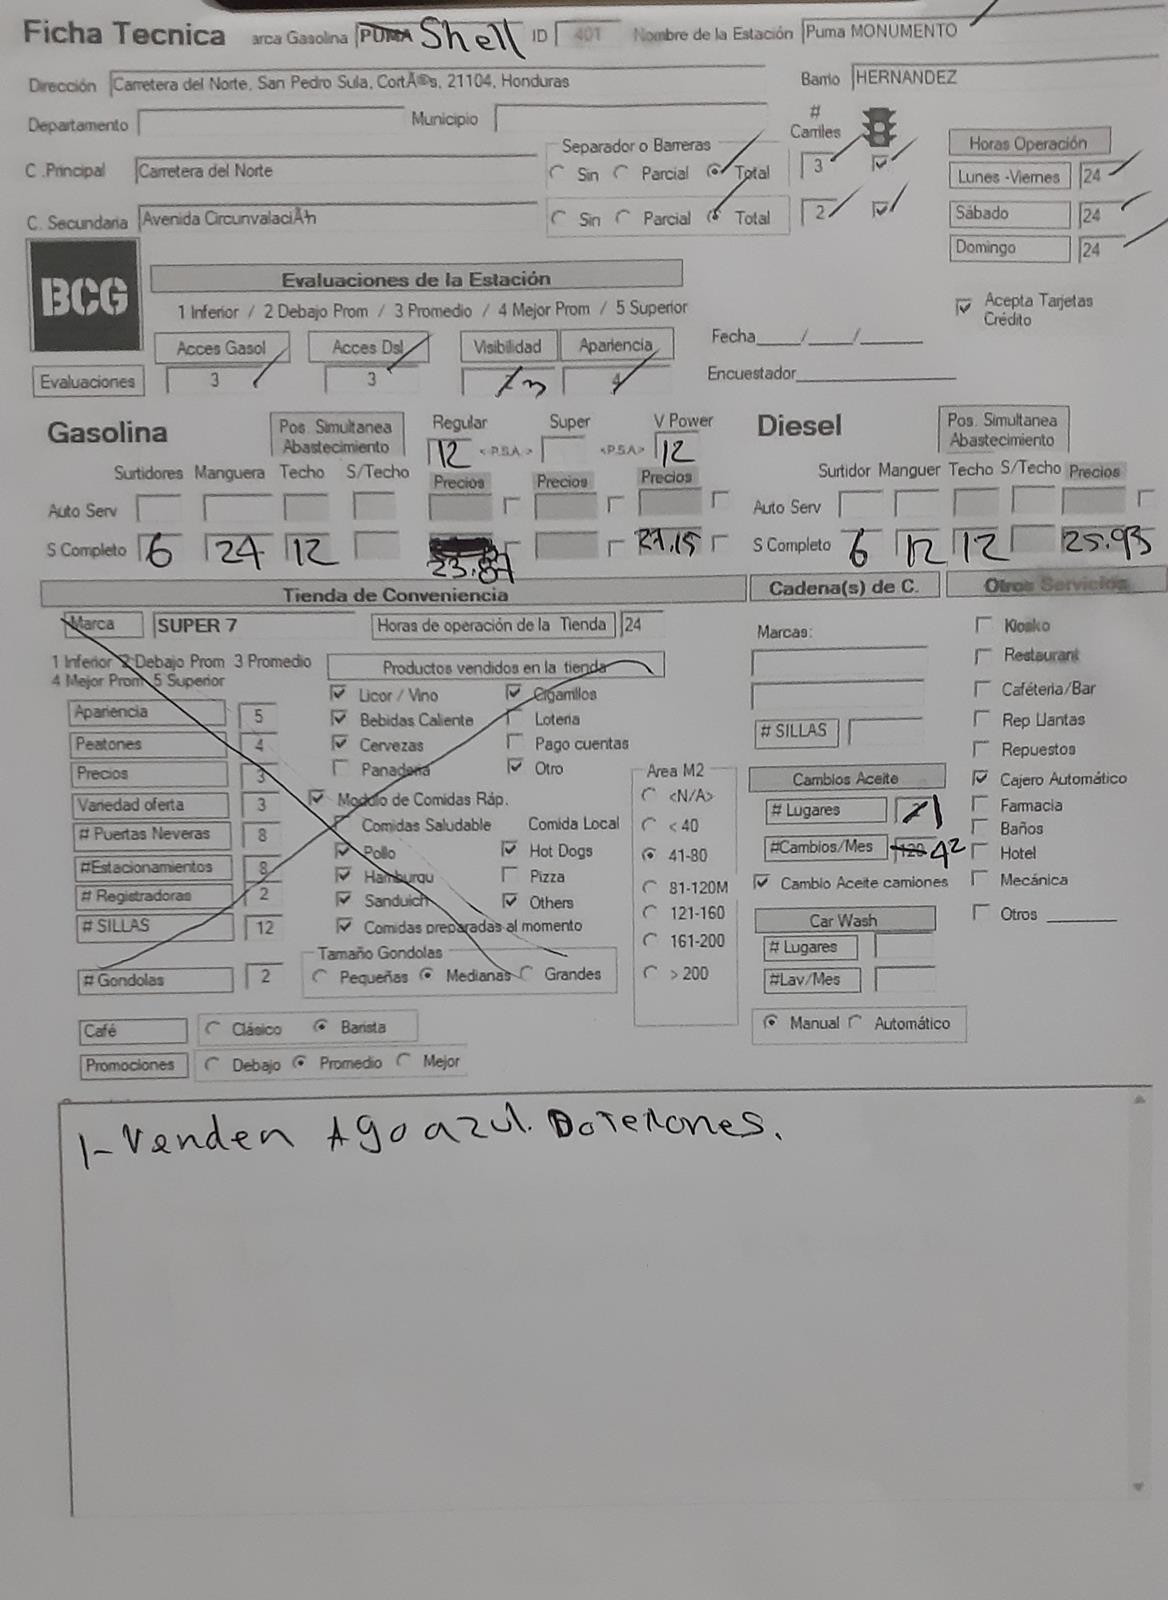 Ficha Tecnica arca Gasolina PUMA Shell ID 401 Nombre de la Estación Puma MONUMENTO
Dirección Carretera del Norte, San Pedro Sula, CortÃ®s, 21104, Honduras Barrio HERNANDEZ
Departamento Municipio # Carriles
C .Principal Carretera del Norte Separador o Barreras Sin Parcial Total 3
C. Secundaria Avenida CircunvalaciÃh Sin Parcial Total 2
Horas Operación
Lunes -Viernes 24
Sábado 24
Domingo 24
BCG
Evaluaciones de la Estación
1 Inferior / 2 Debajo Prom / 3 Promedio / 4 Mejor Prom / 5 Superior
Acepta Tarjetas Crédito
Acces Gasol Acces Dsl Visibilidad Apariencia
Fecha___/___/___
Evaluaciones 3 3 3 4
Encuestador
Gasolina
Pos. Simultanea Abastecimiento
Regular Super V Power
12 <-P.S.A.-> <-P.S.A.-> 12
Surtidores Manguera Techo S/Techo Precios Precios Precios
Auto Serv
S Completo 6 24 12 23.87 27.15
Diesel
Pos. Simultanea Abastecimiento
Surtidor Manguer Techo S/Techo Precios
Auto Serv
S Completo 6 12 12 25.93
Tienda de Conveniencia
Marca SUPER 7 Horas de operación de la Tienda 24
1 Inferior 2 Debajo Prom 3 Promedio
4 Mejor Prom 5 Superior
Productos vendidos en la tienda
Apariencia 5
Peatones 4
Precios 3
Variedad oferta 3
# Puertas Neveras 8
#Estacionamientos 8
# Registradoras 2
# SILLAS 12
# Gondolas 2
Licor / Vino Cigarrillos
Bebidas Caliente Loteria
Cervezas Pago cuentas
Panaderia Otro
Modulo de Comidas Ráp.
Comidas Saludable Comida Local
Pollo Hot Dogs
Hamburgu Pizza
Sanduich Others
Comidas preparadas al momento
Tamaño Gondolas
Pequeñas Medianas Grandes
Area M2
<N/A>
< 40
41-80
81-120M
121-160
161-200
> 200
Café Clásico Barista
Promociones Debajo Promedio Mejor
Cadena(s) de C.
Marcas:
# SILLAS
Cambios Aceite
# Lugares 1
#Cambios/Mes 120 42
Cambio Aceite camiones
Car Wash
# Lugares
#Lav/Mes
Manual Automático
Otros Servicios
Kiosko
Restaurant
Caféteria/Bar
Rep Llantas
Repuestos
Cajero Automático
Farmacia
Baños
Hotel
Mecánica
Otros
1- Venden Ago azul. Doterones.